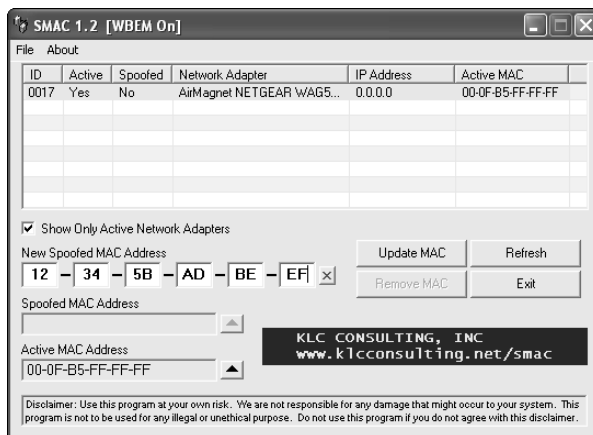 SMAC 1.2 [WBEM On]
File About
ID Active Spoofed Network Adapter IP Address Active MAC
0017 Yes No AirMagnet NETGEAR WAG5... 0.0.0.0 00-0F-B5-FF-FF-FF
Show Only Active Network Adapters
New Spoofed MAC Address
12 - 34 - 5B - AD - BE - EF
Update MAC Refresh
Remove MAC Exit
Spoofed MAC Address
KLC CONSULTING, INC
www.klcconsulting.net/smac
Active MAC Address
00-0F-B5-FF-FF-FF
Disclaimer: Use this program at your own risk. We are not responsible for any damage that might occur to your system. This
program is not to be used for any illegal or unethical purpose. Do not use this program if you do not agree with this disclaimer.